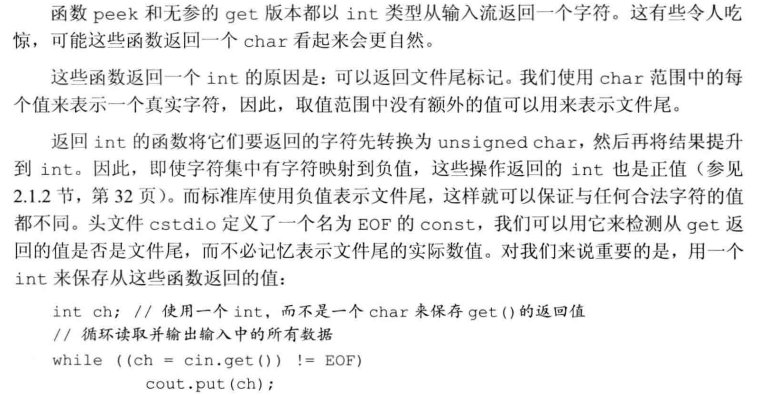 函数 peek 和无参的 get 版本都以 int 类型从输入流返回一个字符。这有些令人吃
惊，可能这些函数返回一个 char 看起来会更自然。
这些函数返回一个 int 的原因是：可以返回文件尾标记。我们使用 char 范围中的每
个值来表示一个真实字符，因此，取值范围中没有额外的值可以用来表示文件尾。
返回 int 的函数将它们要返回的字符先转换为 unsigned char，然后再将结果提升
到 int。因此，即使字符集中有字符映射到负值，这些操作返回的 int 也是正值（参见
2.1.2 节，第 32 页）。而标准库使用负值表示文件尾，这样就可以保证与任何合法字符的值
都不同。头文件 cstdio 定义了一个名为 EOF 的 const，我们可以用它来检测从 get 返
回的值是否是文件尾，而不必记忆表示文件尾的实际数值。对我们来说重要的是，用一个
int 来保存从这些函数返回的值：
int ch; // 使用一个 int，而不是一个 char 来保存 get()的返回值
// 循环读取并输出输入中的所有数据
while ((ch = cin.get()) != EOF)
cout.put(ch);